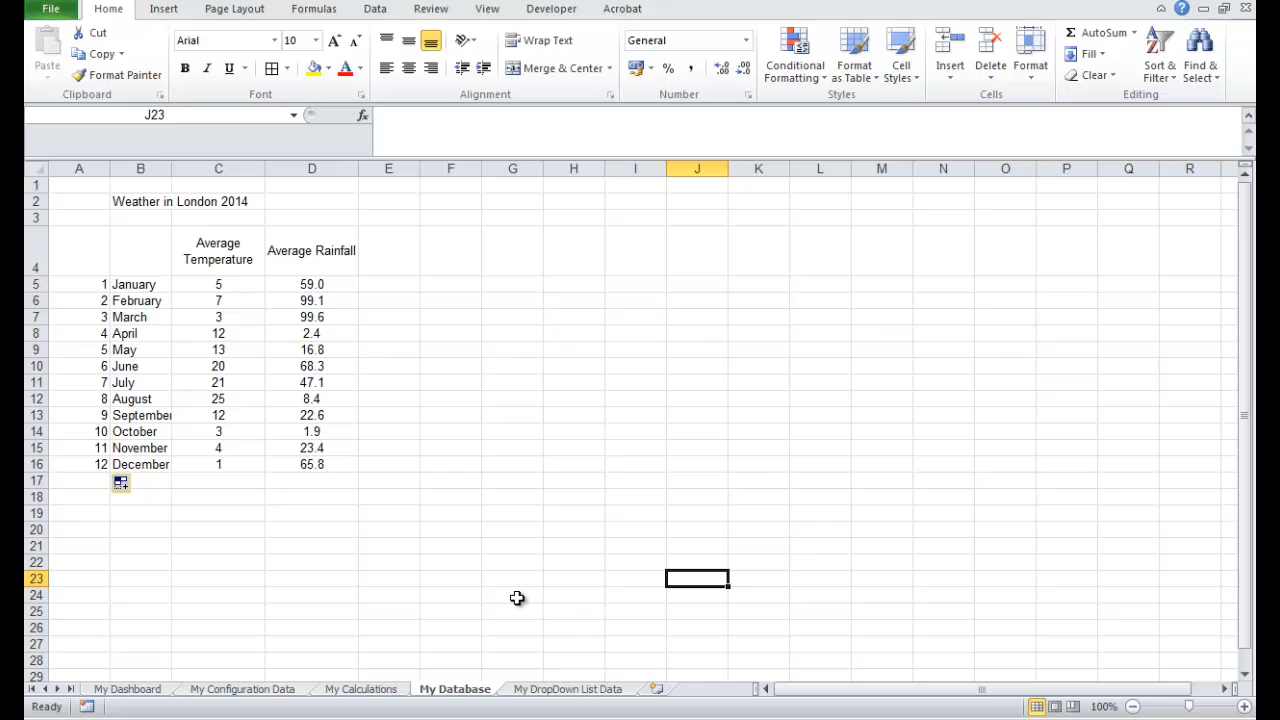 File Home Insert Page Layout Formulas Data Review View Developer Acrobat
Paste Cut Copy Format Painter Clipboard
Arial 10 A A B I U A Font
Wrap Text Merge & Center Alignment
General % , .0 .00 .00 .0 Number
Conditional Formatting Format as Table Cell Styles Styles
Insert Delete Format Cells
Σ AutoSum Fill Clear Sort & Filter Find & Select Editing
J23 fx
A B C D E F G H I J K L M N O P Q R
1
2 Weather in London 2014
3
4 Average Temperature Average Rainfall
5 1 January 5 59.0
6 2 February 7 99.1
7 3 March 3 99.6
8 4 April 12 2.4
9 5 May 13 16.8
10 6 June 20 68.3
11 7 July 21 47.1
12 8 August 25 8.4
13 9 September 12 22.6
14 10 October 3 1.9
15 11 November 4 23.4
16 12 December 1 65.8
17
18
19
20
21
22
23
24
25
26
27
28
29
My Dashboard My Configuration Data My Calculations My Database My DropDown List Data
Ready 100%